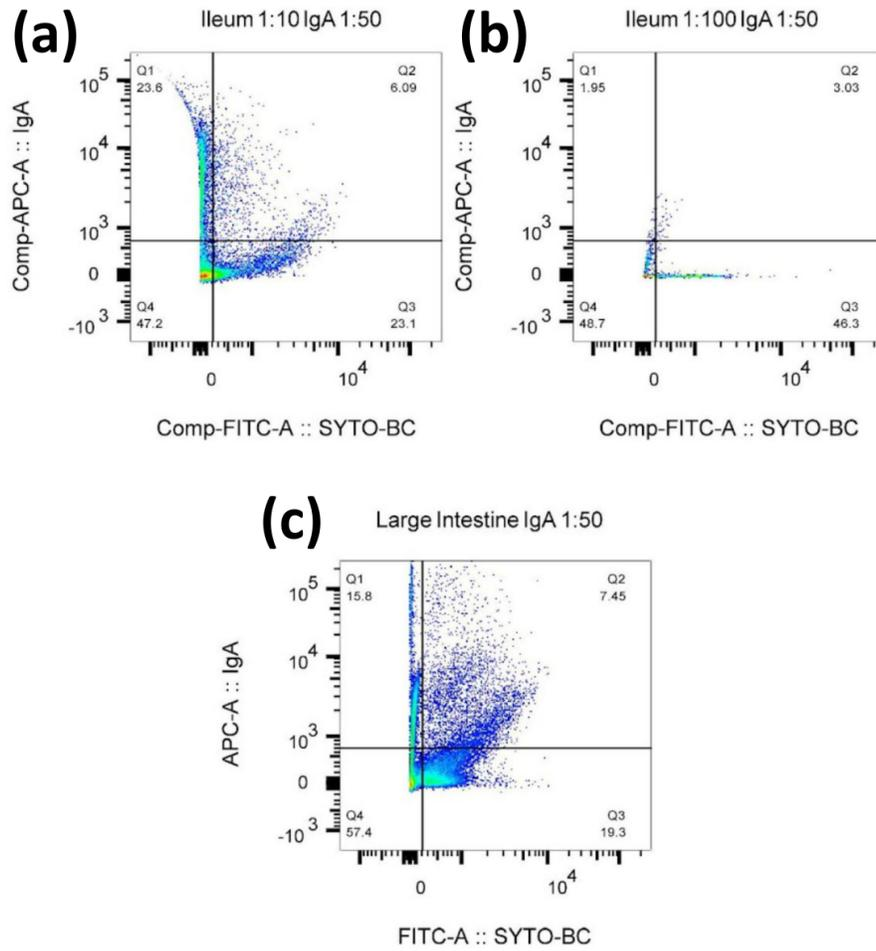 (a)
Ileum 1:10 IgA 1:50
Comp-APC-A :: IgA
10^5
10^4
10^3
0
-10^3
Q1
23.6
Q2
6.09
Q4
47.2
Q3
23.1
0
10^4
Comp-FITC-A :: SYTO-BC
(b)
Ileum 1:100 IgA 1:50
Comp-APC-A :: IgA
10^5
10^4
10^3
0
-10^3
Q1
1.95
Q2
3.03
Q4
48.7
Q3
46.3
0
10^4
Comp-FITC-A :: SYTO-BC
(c)
Large Intestine IgA 1:50
APC-A :: IgA
10^5
10^4
10^3
0
-10^3
Q1
15.8
Q2
7.45
Q4
57.4
Q3
19.3
0
10^4
FITC-A :: SYTO-BC